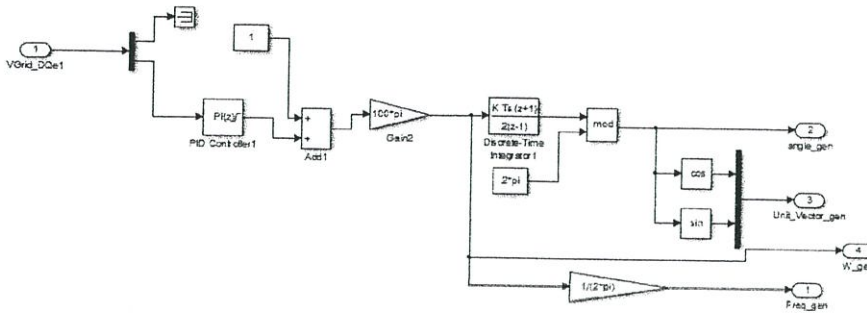 1
VGrid_DQe1
1
PI(z)
PID Controller1
+
+
Add1
100*pi
Gain2
K Ts (z+1)
2(z-1)
Discrete-Time
Integrator1
2*pi
mod
cos
sin
2
angle_gen
3
Unit_Vector_gen
4
W_ge
1/(2*pi)
1
Freq_gen